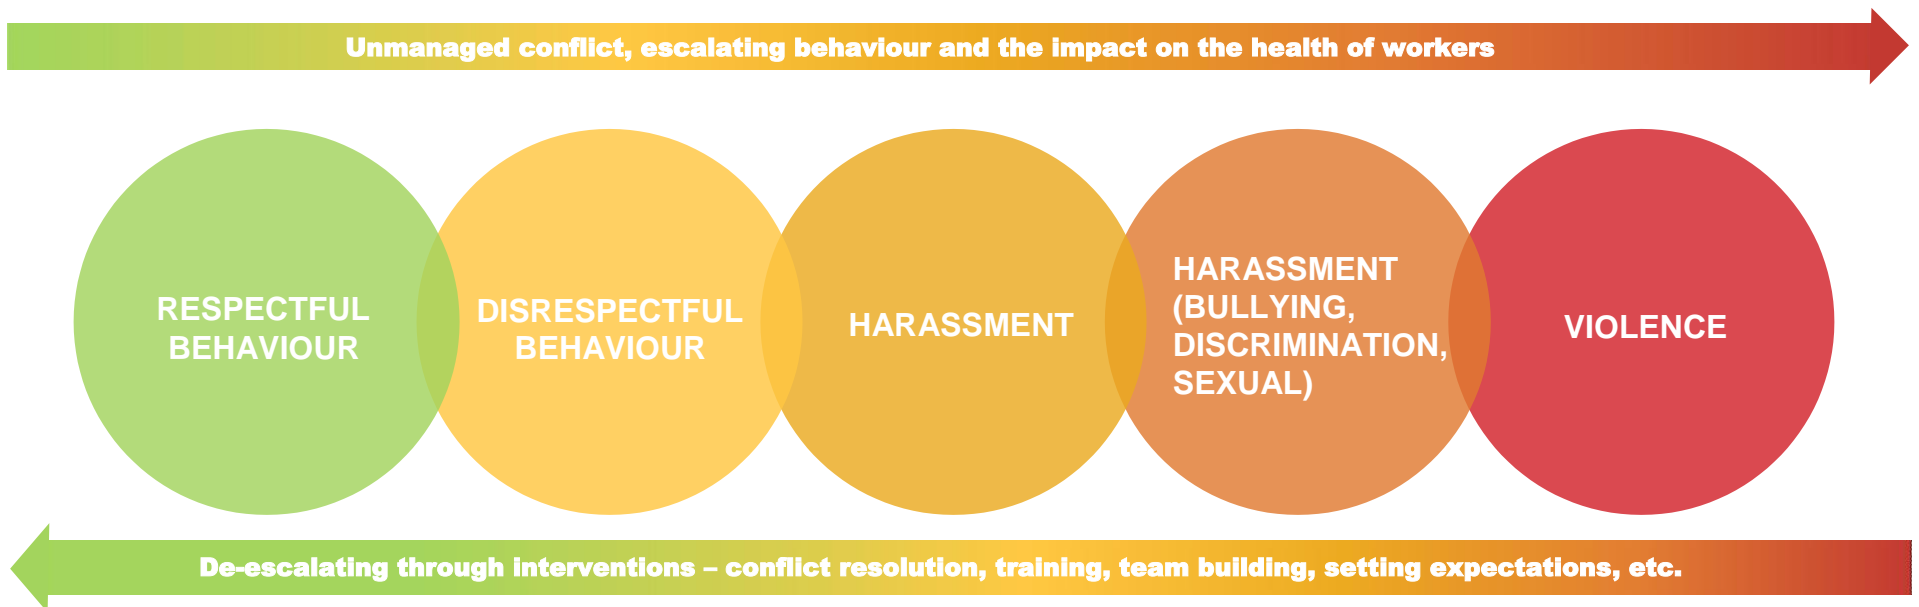 Unmanaged conflict, escalating behaviour and the impact on the health of workers
RESPECTFUL
BEHAVIOUR
DISRESPECTFUL
BEHAVIOUR
HARASSMENT
HARASSMENT
(BULLYING,
DISCRIMINATION,
SEXUAL)
VIOLENCE
De-escalating through interventions – conflict resolution, training, team building, setting expectations, etc.